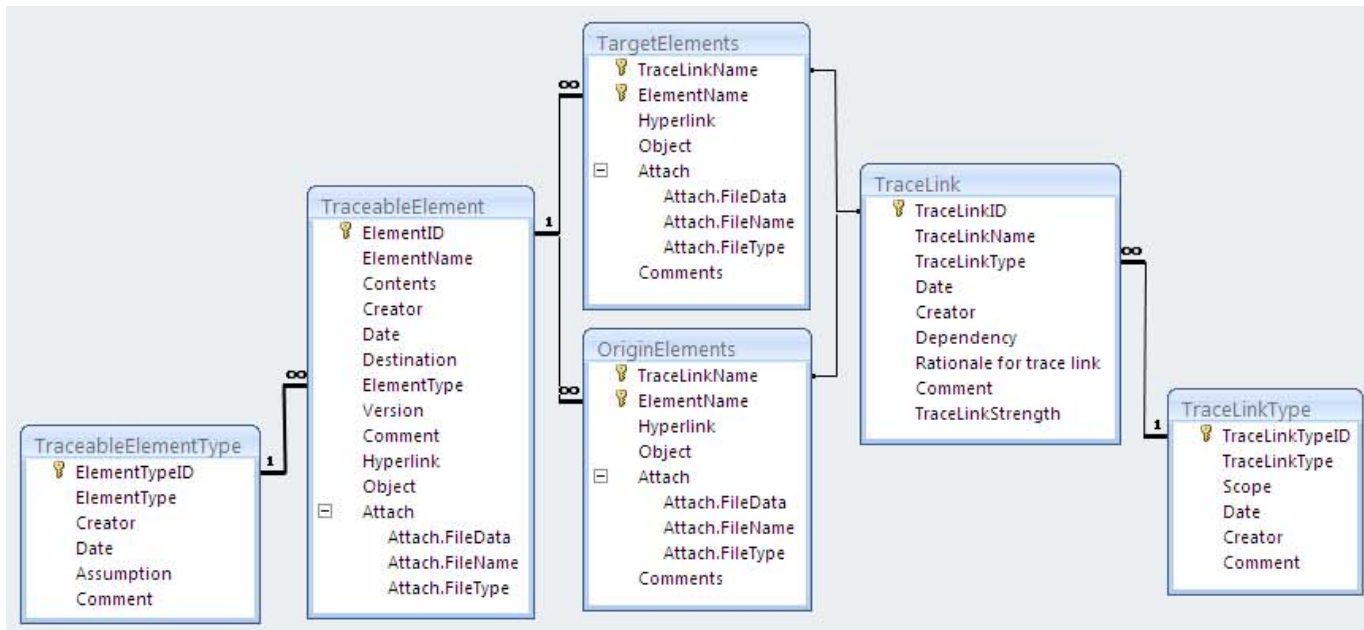 TargetElements
TraceLinkName
ElementName
Hyperlink
Object
Attach
Attach.FileData
Attach.FileName
Attach.FileType
Comments
TraceableElement
ElementID
ElementName
Contents
Creator
Date
Destination
ElementType
Version
Comment
Hyperlink
Object
Attach
Attach.FileData
Attach.FileName
Attach.FileType
TraceLink
TraceLinkID
TraceLinkName
TraceLinkType
Date
Creator
Dependency
Rationale for trace link
Comment
TraceLinkStrength
OriginElements
TraceLinkName
ElementName
Hyperlink
Object
Attach
Attach.FileData
Attach.FileName
Attach.FileType
Comments
TraceableElementType
ElementTypeID
ElementType
Creator
Date
Assumption
Comment
TraceLinkType
TraceLinkTypeID
TraceLinkType
Scope
Date
Creator
Comment
1
∞
1
∞
∞
∞
1